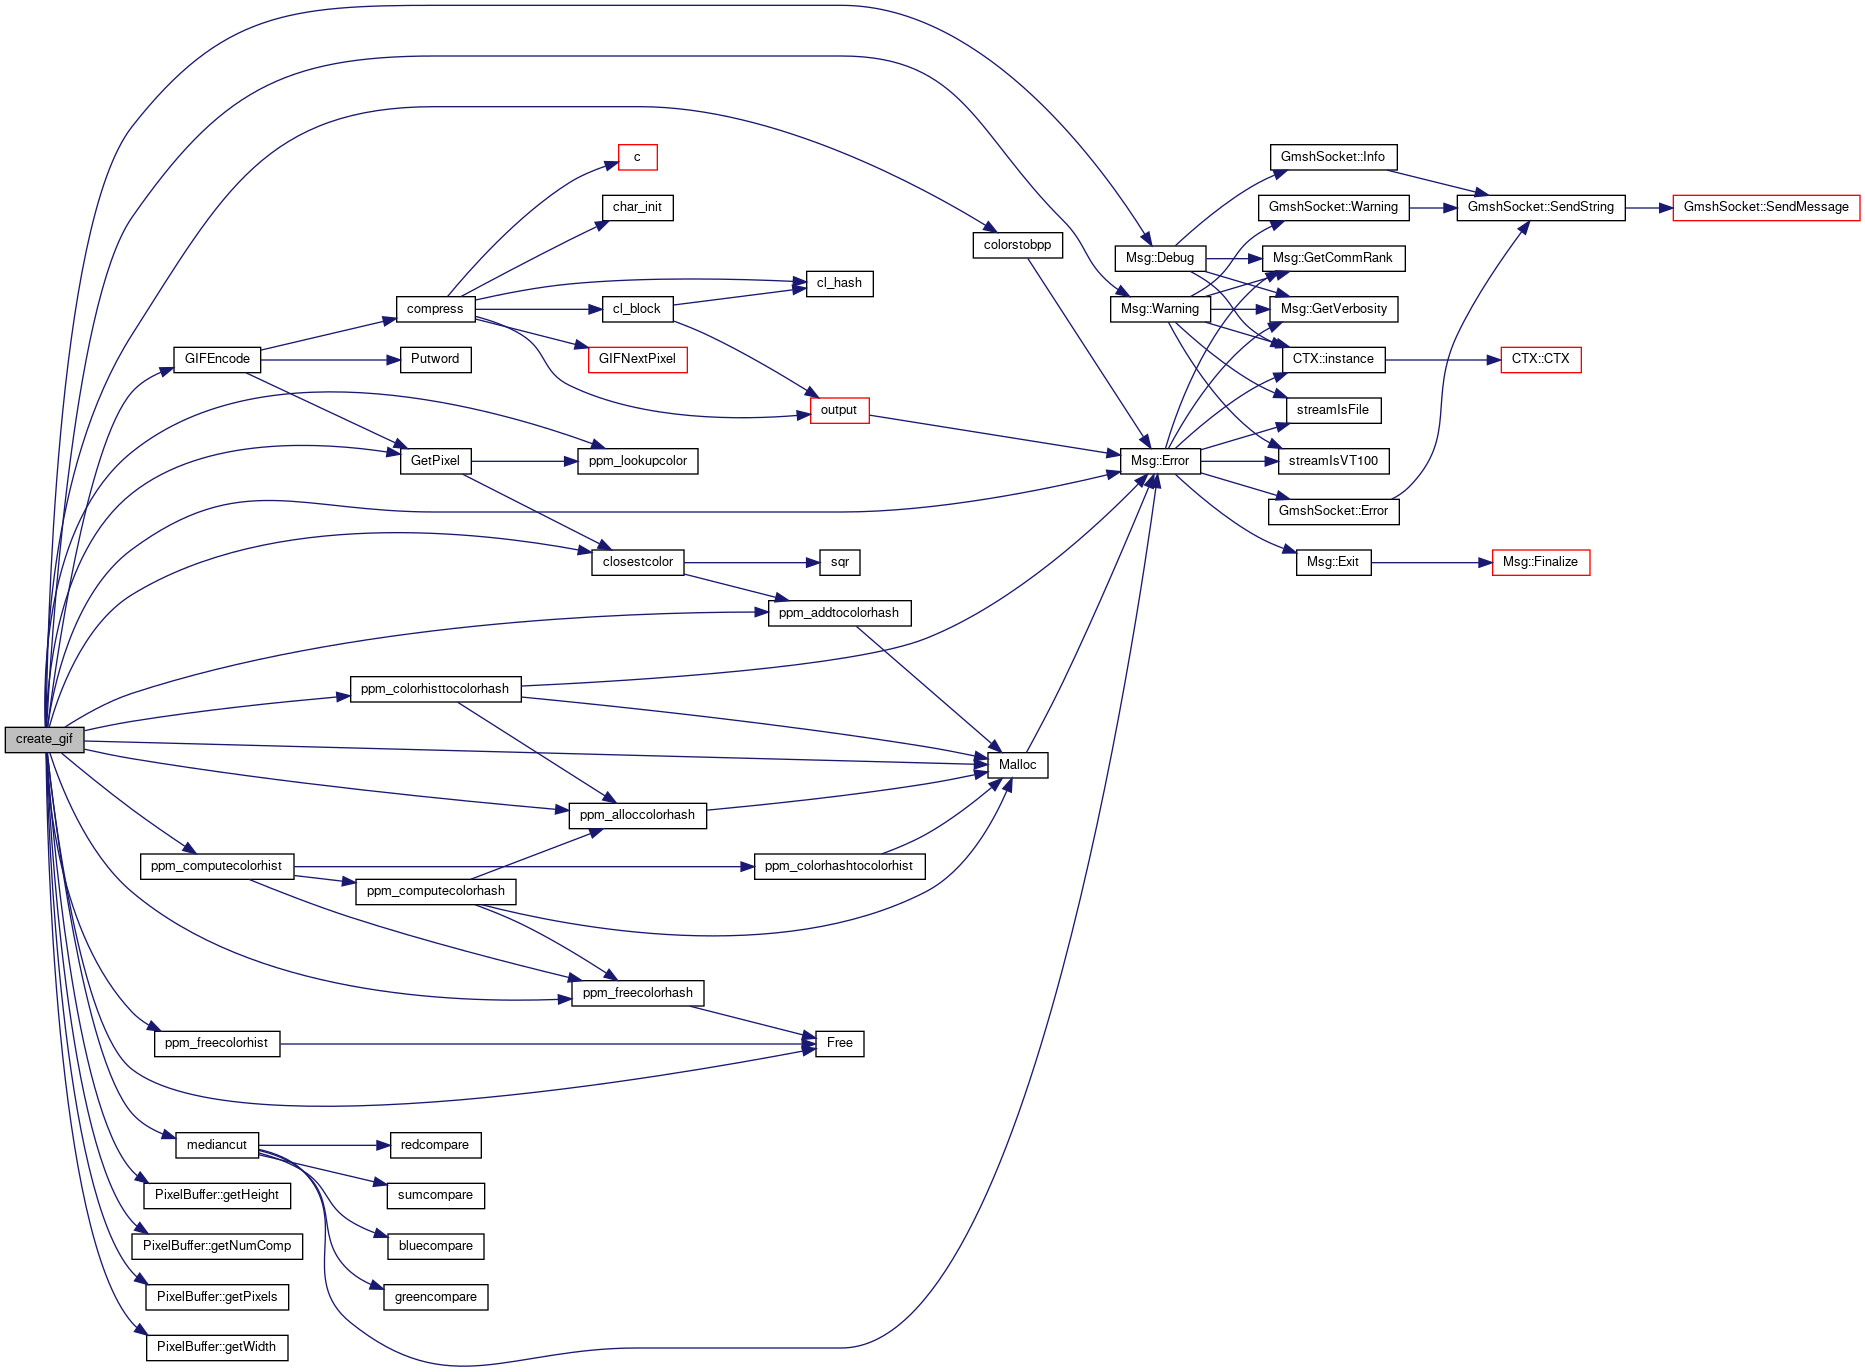 c
GmshSocket::Info
char_init
GmshSocket::Warning
GmshSocket::SendString
GmshSocket::SendMessage
colorstobpp
Msg::Debug
Msg::GetCommRank
cl_hash
compress
cl_block
Msg::Warning
Msg::GetVerbosity
GIFEncode
Putword
GIFNextPixel
CTX::instance
CTX::CTX
output
streamIsFile
GetPixel
ppm_lookupcolor
Msg::Error
streamIsVT100
GmshSocket::Error
closestcolor
sqr
Msg::Exit
Msg::Finalize
ppm_addtocolorhash
ppm_colorhisttocolorhash
create_gif
Malloc
ppm_alloccolorhash
ppm_computecolorhist
ppm_colorhashtocolorhist
ppm_computecolorhash
ppm_freecolorhash
ppm_freecolorhist
Free
mediancut
redcompare
PixelBuffer::getHeight
sumcompare
PixelBuffer::getNumComp
bluecompare
PixelBuffer::getPixels
greencompare
PixelBuffer::getWidth